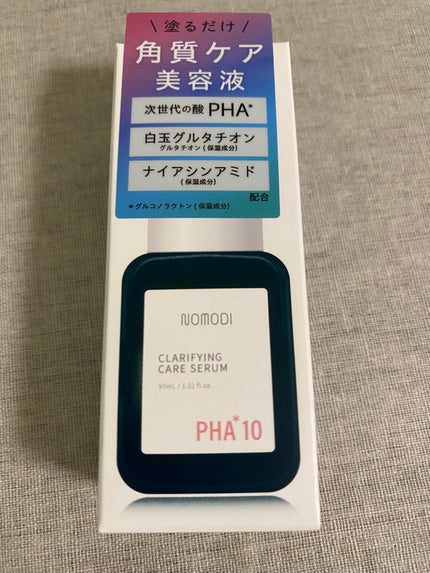 \ 塗るだけ /
角質ケア
美容液
次世代の酸 PHA*
白玉グルタチオン
グルタチオン(保湿成分)
ナイアシンアミド
(保湿成分)
配合
*グルコノラクトン(保湿成分)
NOMODI
CLARIFYING
CARE SERUM
30mL / 1.01 fl.oz.
PHA*10